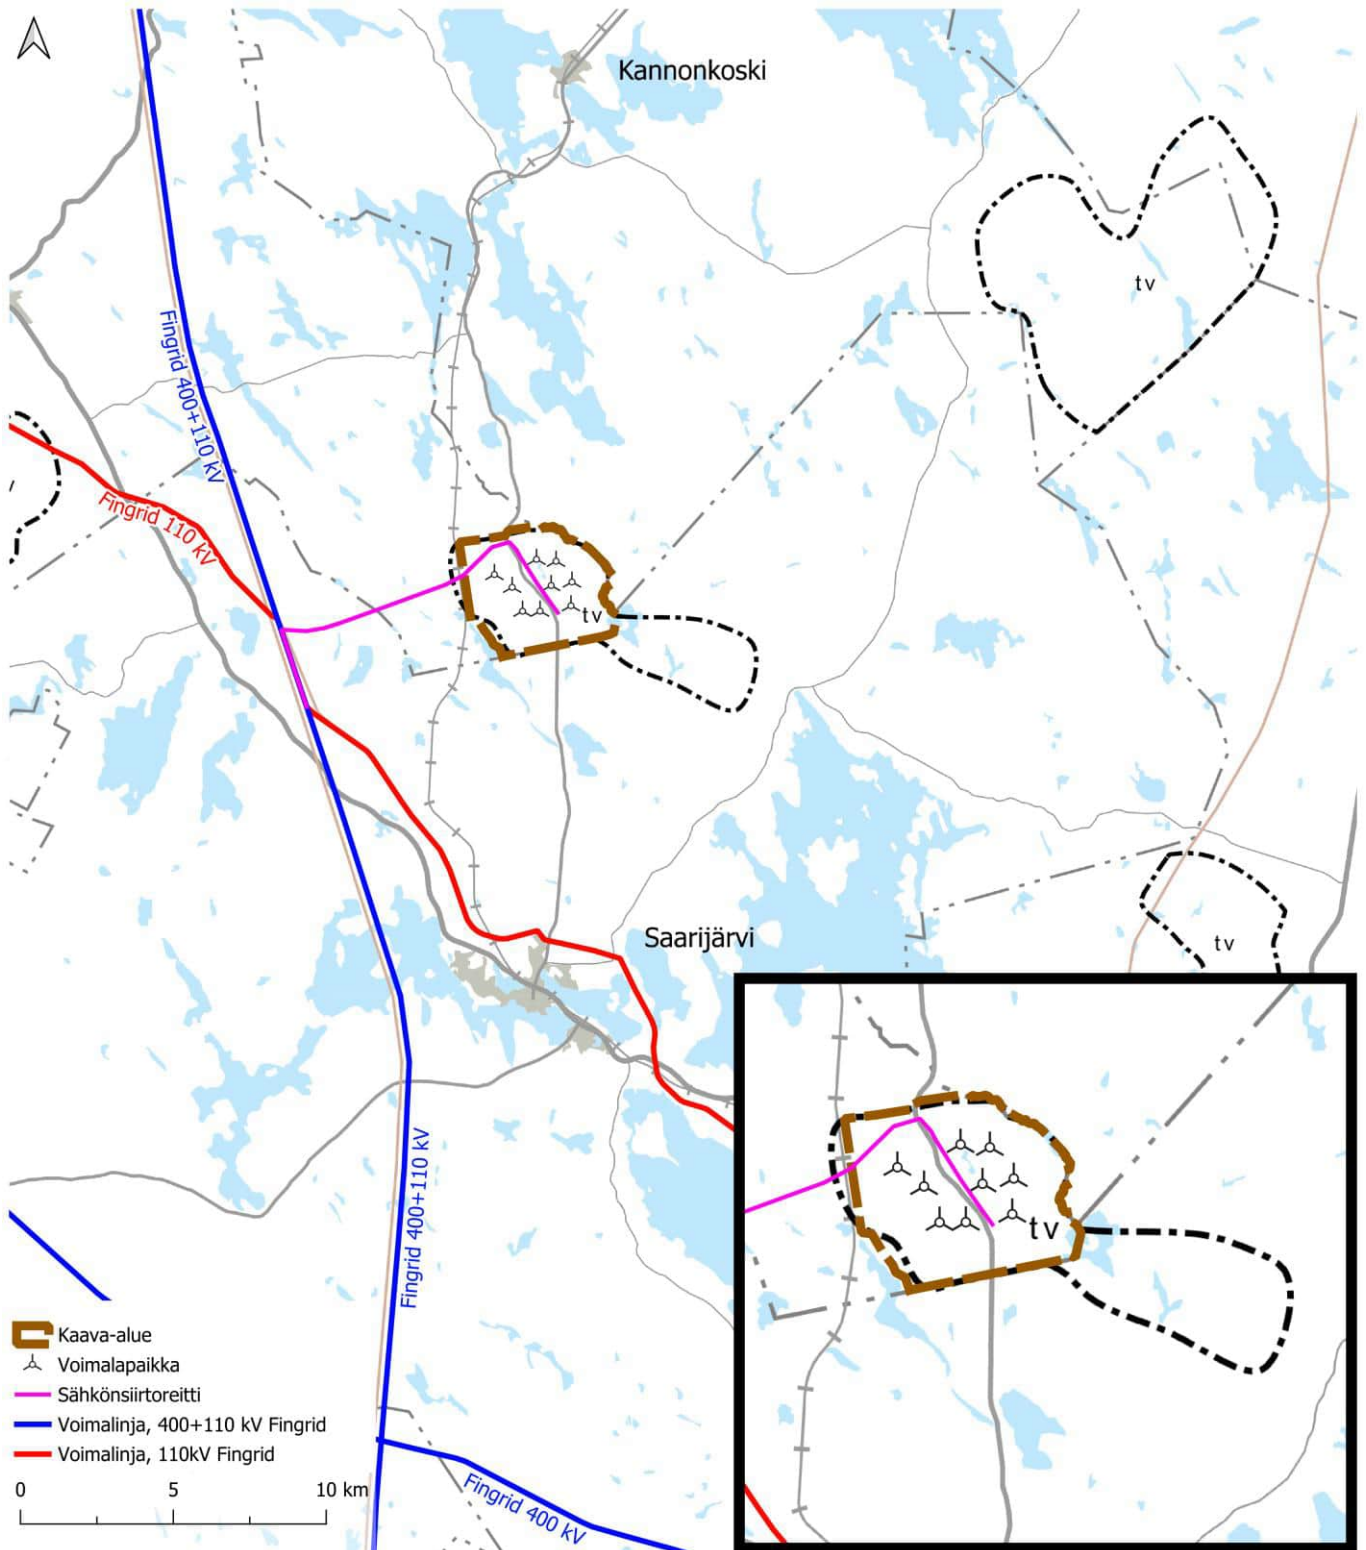 Kannonkoski
tv
Fingrid 400+110 kV
Fingrid 110 kV
tv
Saarijärvi
tv
Fingrid 400+110 kV
tv
Kaava-alue
Voimalapaikka
Sähkönsiirtoreitti
Voimalinja, 400+110 kV Fingrid
Voimalinja, 110kV Fingrid
0 5 10 km
Fingrid 400 kV